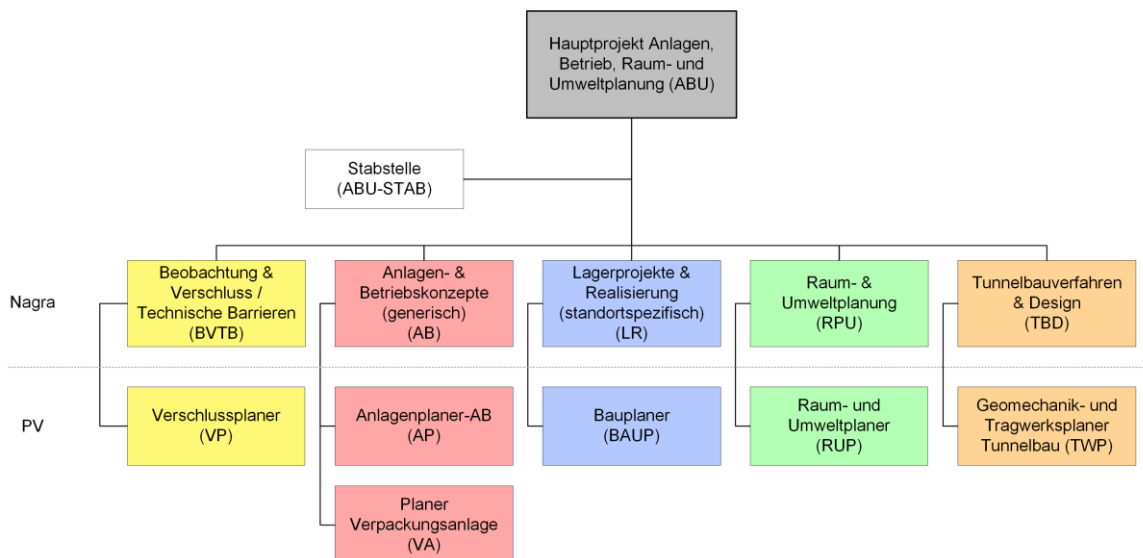 Hauptprojekt Anlagen,
Betrieb, Raum- und
Umweltplanung (ABU)
Stabstelle
(ABU-STAB)
Nagra
Beobachtung &
Verschluss /
Technische Barrieren
(BVTB)
Anlagen- &
Betriebskonzepte
(generisch)
(AB)
Lagerprojekte &
Realisierung
(standortspezifisch)
(LR)
Raum- &
Umweltplanung
(RPU)
Tunnelbauverfahren
& Design
(TBD)
PV
Verschlussplaner
(VP)
Anlagenplaner-AB
(AP)
Bauplaner
(BAUP)
Raum- und
Umweltplaner
(RUP)
Geomechanik- und
Tragwerksplaner
Tunnelbau (TWP)
Planer
Verpackungsanlage
(VA)